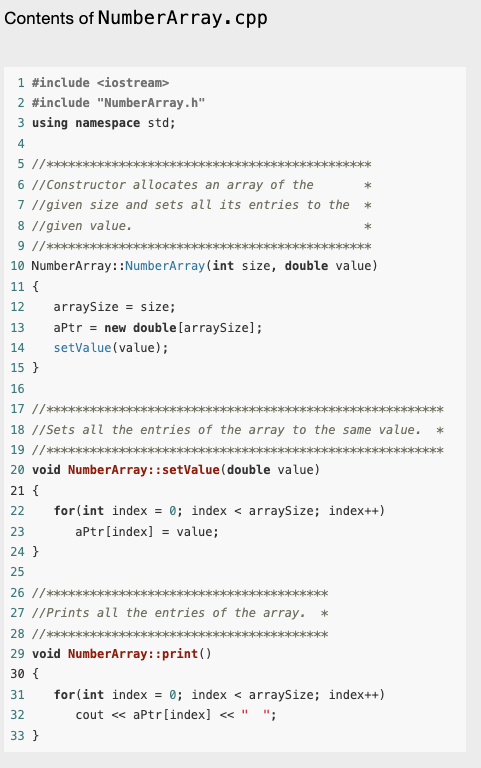 Contents of NumberArray.cpp
1 #include <iostream>
2 #include "NumberArray.h"
3 using namespace std;
4
5 //*********************************************
6 //Constructor allocates an array of the       *
7 //given size and sets all its entries to the  *
8 //given value.                                *
9 //*********************************************
10 NumberArray::NumberArray(int size, double value)
11 {
12    arraySize = size;
13    aPtr = new double[arraySize];
14    setValue(value);
15 }
16
17 //*******************************************************
18 //Sets all the entries of the array to the same value.  *
19 //*******************************************************
20 void NumberArray::setValue(double value)
21 {
22    for(int index = 0; index < arraySize; index++)
23       aPtr[index] = value;
24 }
25
26 //***************************************
27 //Prints all the entries of the array.  *
28 //***************************************
29 void NumberArray::print()
30 {
31    for(int index = 0; index < arraySize; index++)
32       cout << aPtr[index] << "  ";
33 }